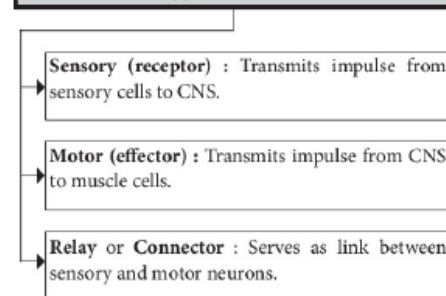 Sensory (receptor) : Transmits impulse from
sensory cells to CNS.
Motor (effector) : Transmits impulse from CNS
to muscle cells.
Relay or Connector : Serves as link between
sensory and motor neurons.